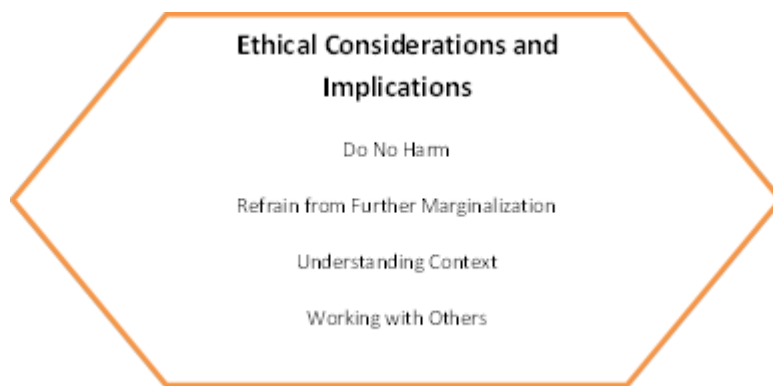 Ethical Considerations and
Implications
Do No Harm
Refrain from Further Marginalization
Understanding Context
Working with Others